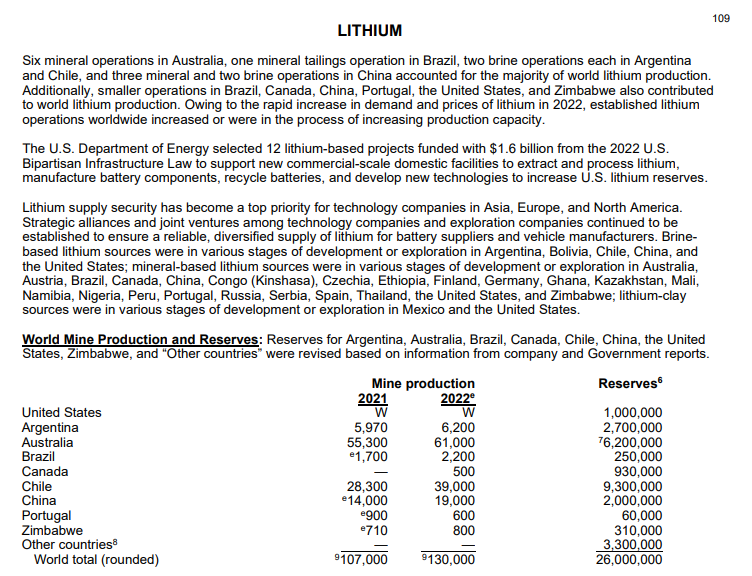 109
LITHIUM
Six mineral operations in Australia, one mineral tailings operation in Brazil, two brine operations each in Argentina
and Chile, and three mineral and two brine operations in China accounted for the majority of world lithium production.
Additionally, smaller operations in Brazil, Canada, China, Portugal, the United States, and Zimbabwe also contributed
to world lithium production. Owing to the rapid increase in demand and prices of lithium in 2022, established lithium
operations worldwide increased or were in the process of increasing production capacity.
The U.S. Department of Energy selected 12 lithium-based projects funded with $1.6 billion from the 2022 U.S.
Bipartisan Infrastructure Law to support new commercial-scale domestic facilities to extract and process lithium,
manufacture battery components, recycle batteries, and develop new technologies to increase U.S. lithium reserves.
Lithium supply security has become a top priority for technology companies in Asia, Europe, and North America.
Strategic alliances and joint ventures among technology companies and exploration companies continued to be
established to ensure a reliable, diversified supply of lithium for battery suppliers and vehicle manufacturers. Brine-
based lithium sources were in various stages of development or exploration in Argentina, Bolivia, Chile, China, and
the United States; mineral-based lithium sources were in various stages of development or exploration in Australia,
Austria, Brazil, Canada, China, Congo (Kinshasa), Czechia, Ethiopia, Finland, Germany, Ghana, Kazakhstan, Mali,
Namibia, Nigeria, Peru, Portugal, Russia, Serbia, Spain, Thailand, the United States, and Zimbabwe; lithium-clay
sources were in various stages of development or exploration in Mexico and the United States.
World Mine Production and Reserves: Reserves for Argentina, Australia, Brazil, Canada, Chile, China, the United
States, Zimbabwe, and “Other countries” were revised based on information from company and Government reports.
Mine production Reserves⁶
2021 2022ᵉ
United States W W 1,000,000
Argentina 5,970 6,200 2,700,000
Australia 55,300 61,000 ⁷6,200,000
Brazil ᵉ1,700 2,200 250,000
Canada — 500 930,000
Chile 28,300 39,000 9,300,000
China ᵉ14,000 19,000 2,000,000
Portugal ᵉ900 600 60,000
Zimbabwe ᵉ710 800 310,000
Other countries⁸ — — 3,300,000
World total (rounded) ⁹107,000 ⁹130,000 26,000,000